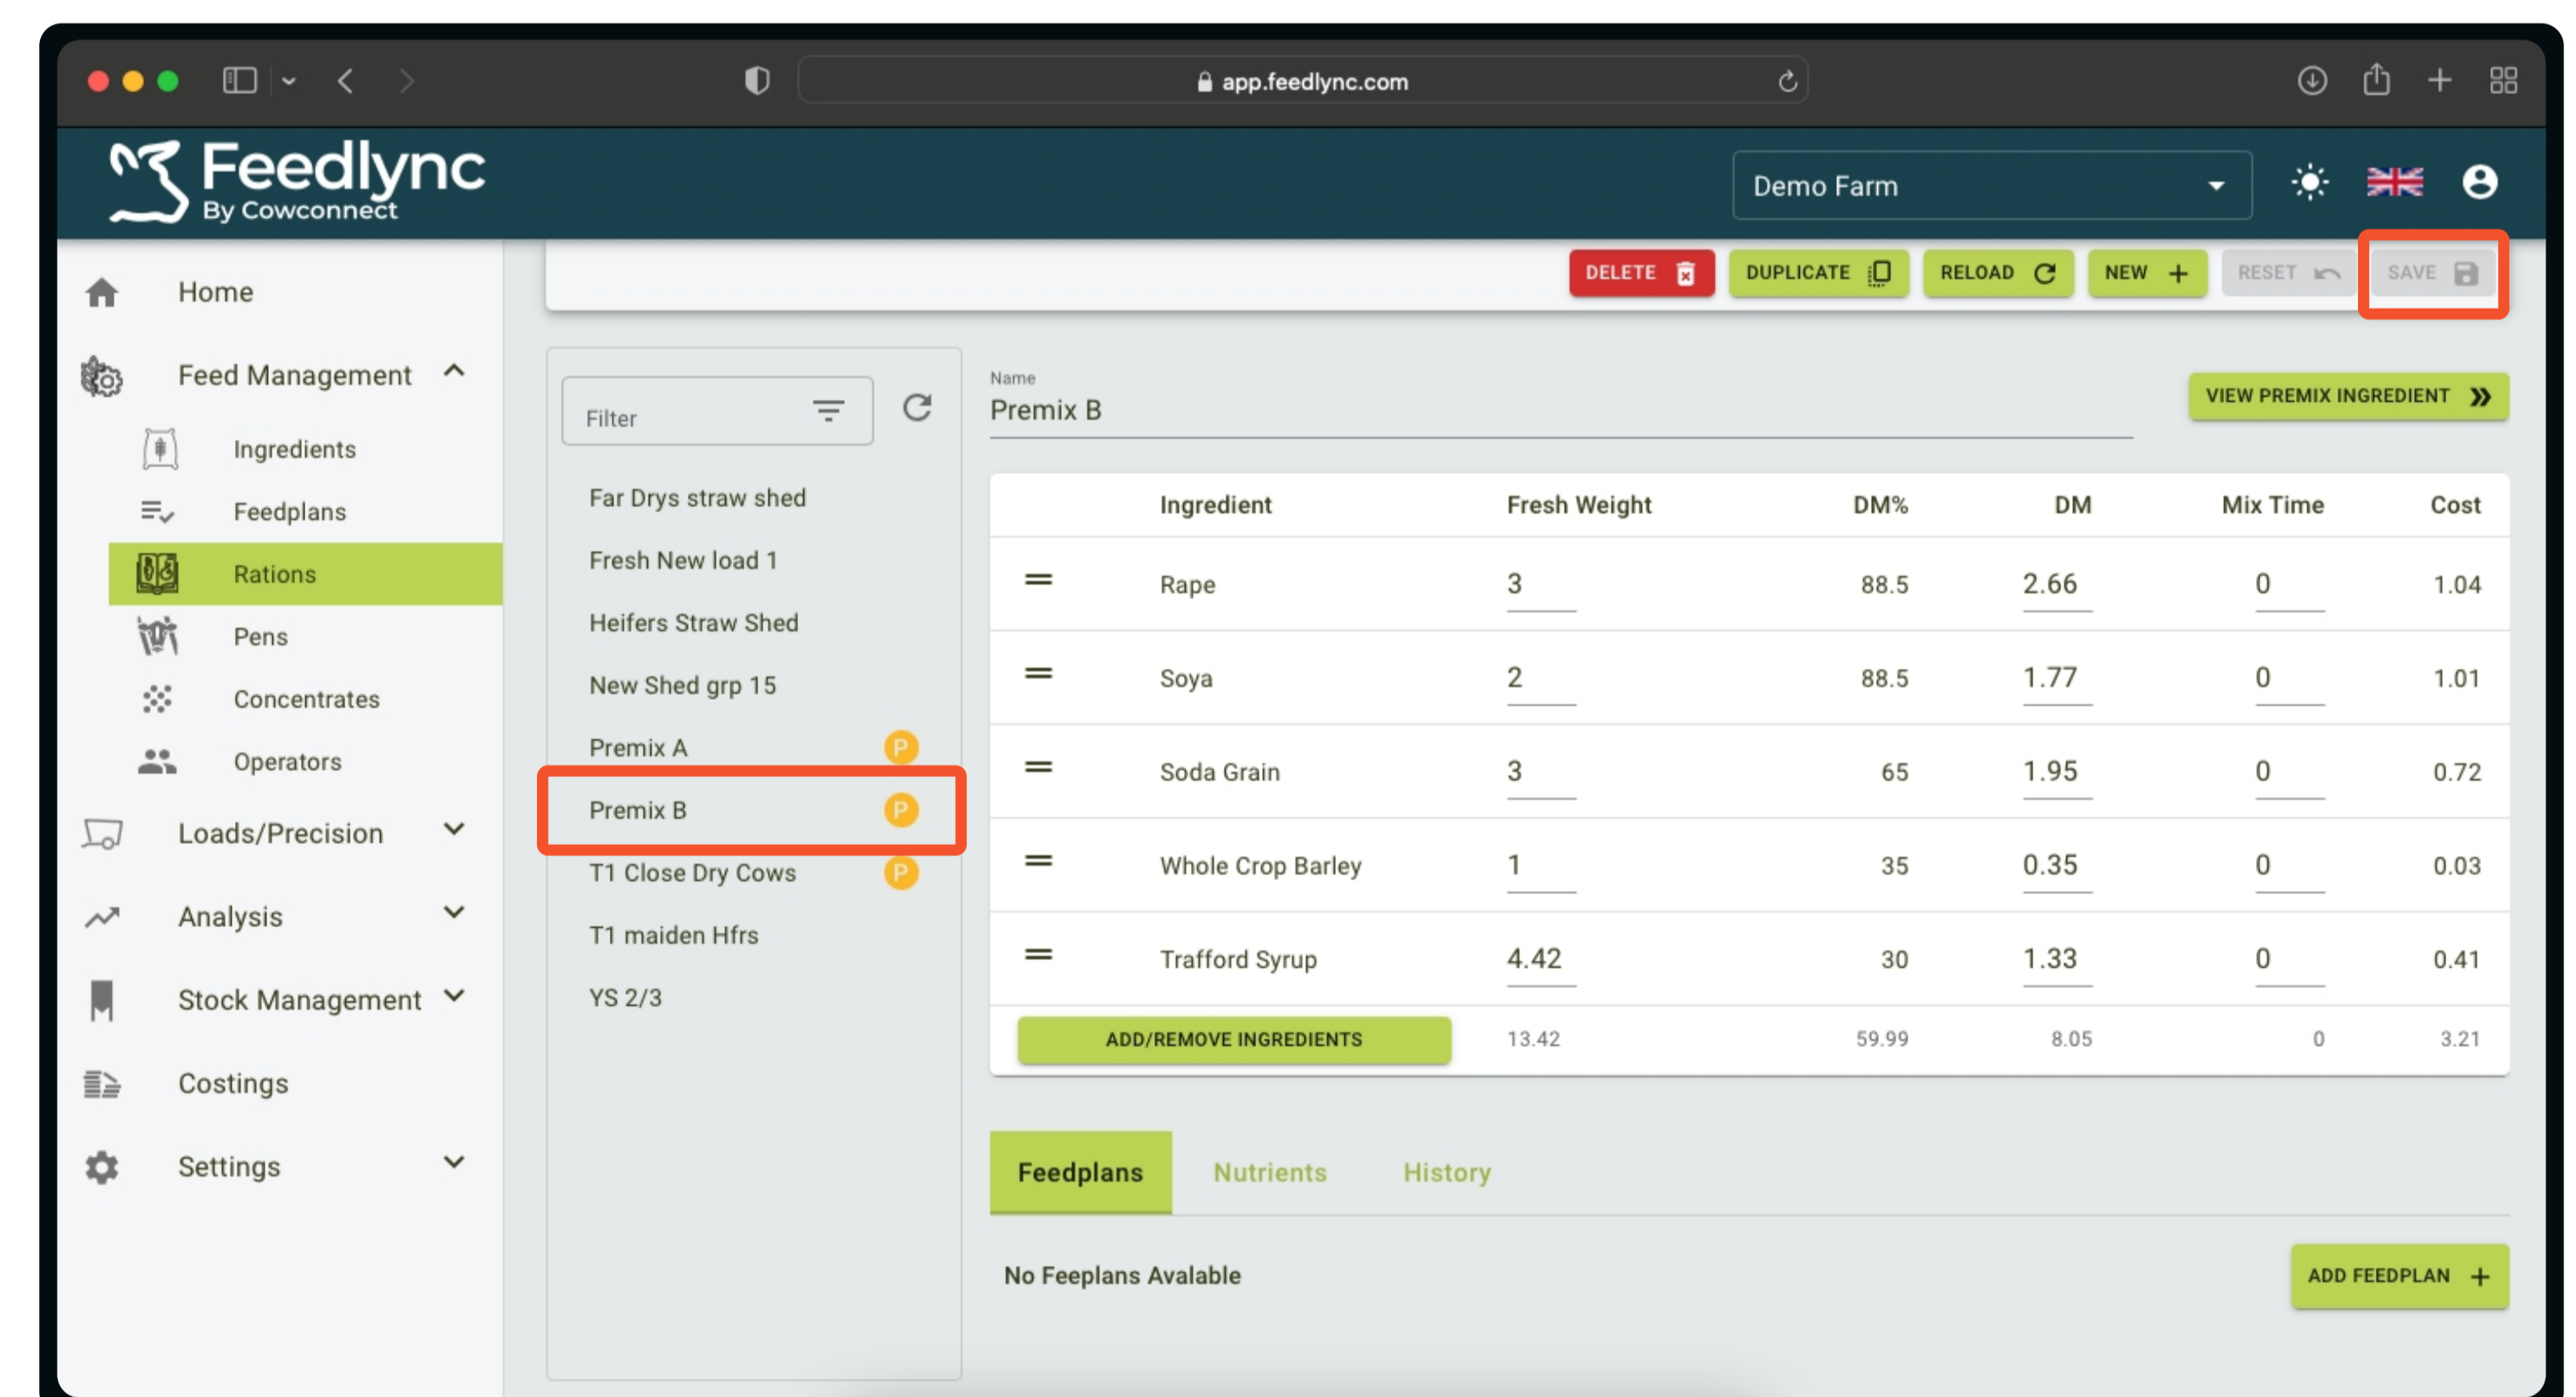 app.feedlync.com
Feedlync
By Cowconnect
Demo Farm
DELETE
DUPLICATE
RELOAD
NEW
RESET
SAVE
Home
Feed Management
Ingredients
Feedplans
Rations
Pens
Concentrates
Operators
Loads/Precision
Analysis
Stock Management
Costings
Settings
Filter
Far Drys straw shed
Fresh New load 1
Heifers Straw Shed
New Shed grp 15
Premix A P
Premix B P
T1 Close Dry Cows P
T1 maiden Hfrs
YS 2/3
Name
Premix B
VIEW PREMIX INGREDIENT
Ingredient Fresh Weight DM% DM Mix Time Cost
Rape 3 88.5 2.66 0 1.04
Soya 2 88.5 1.77 0 1.01
Soda Grain 3 65 1.95 0 0.72
Whole Crop Barley 1 35 0.35 0 0.03
Trafford Syrup 4.42 30 1.33 0 0.41
ADD/REMOVE INGREDIENTS 13.42 59.99 8.05 0 3.21
Feedplans Nutrients History
No Feeplans Avalable
ADD FEEDPLAN